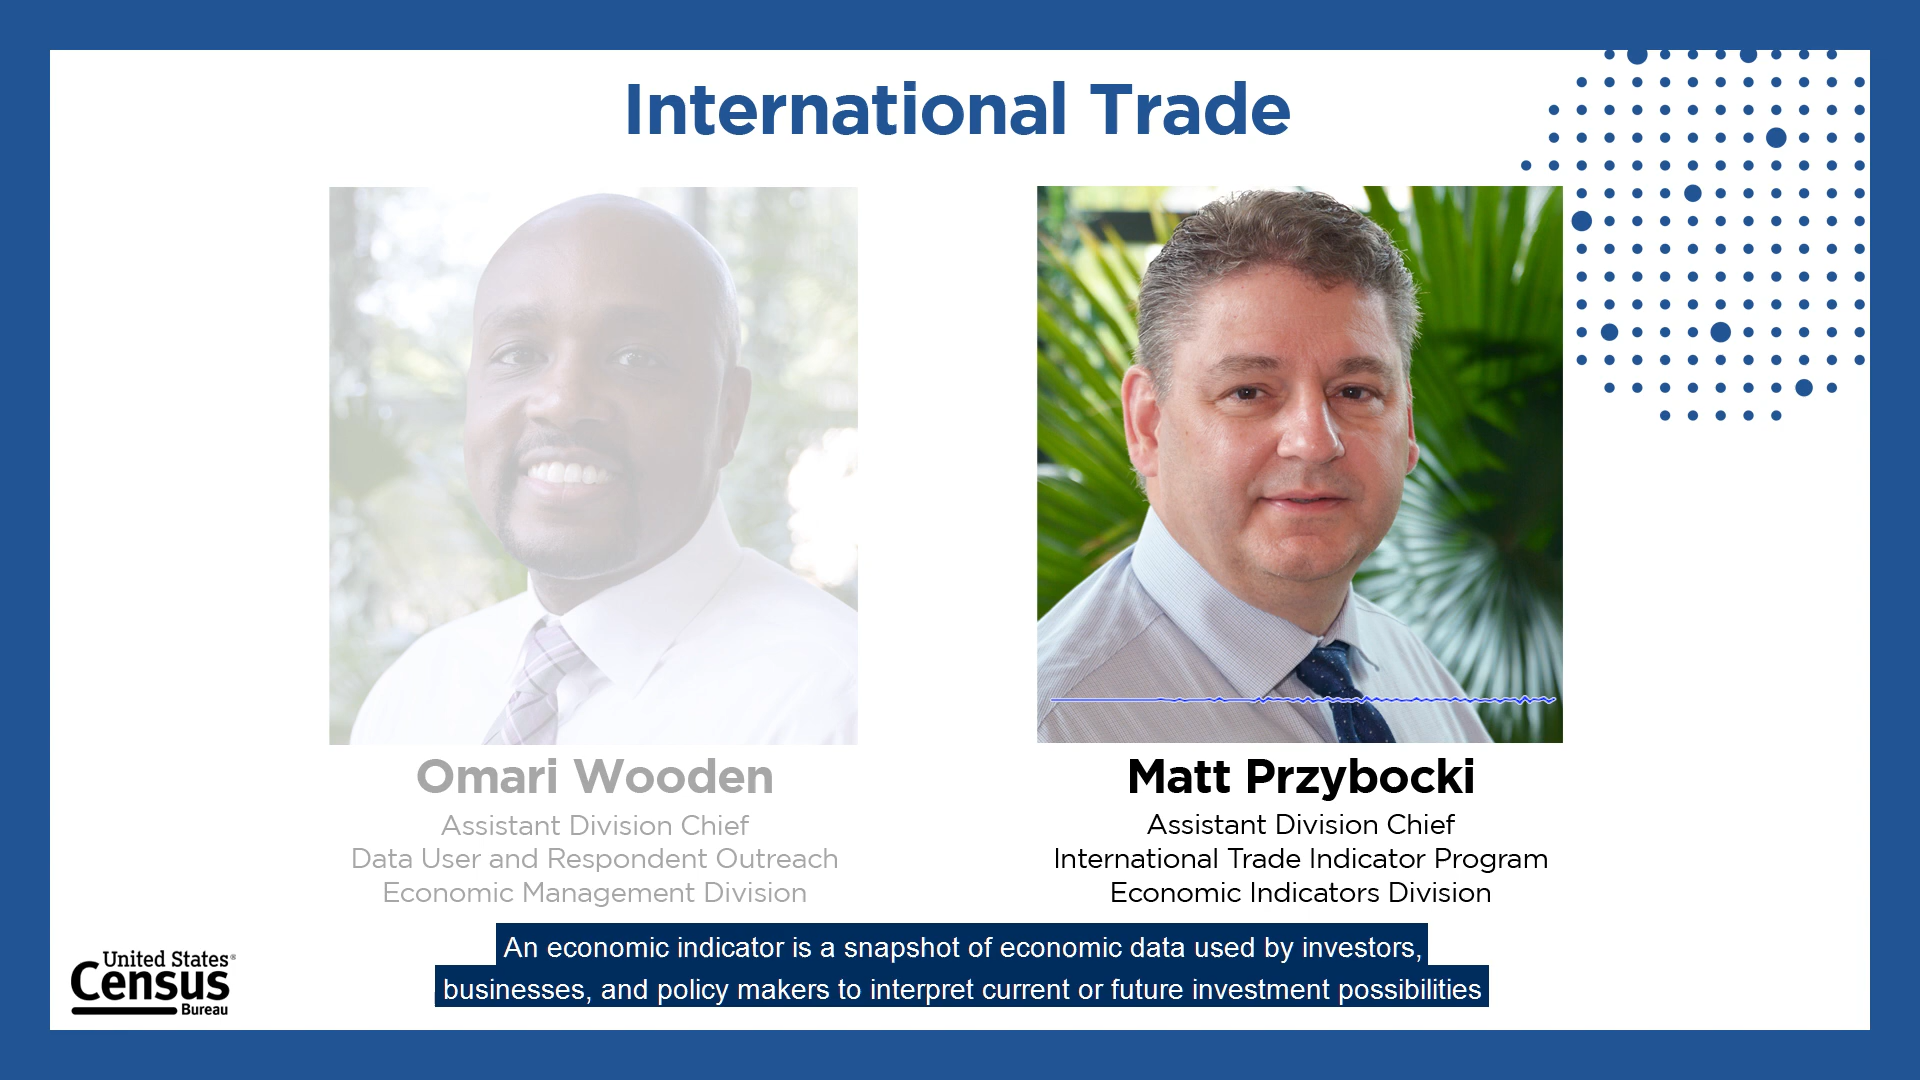 International Trade
Omari Wooden
Assistant Division Chief
Data User and Respondent Outreach
Economic Management Division
Matt Przybocki
Assistant Division Chief
International Trade Indicator Program
Economic Indicators Division
An economic indicator is a snapshot of economic data used by investors,
businesses, and policy makers to interpret current or future investment possibilities
United States®
Census
Bureau